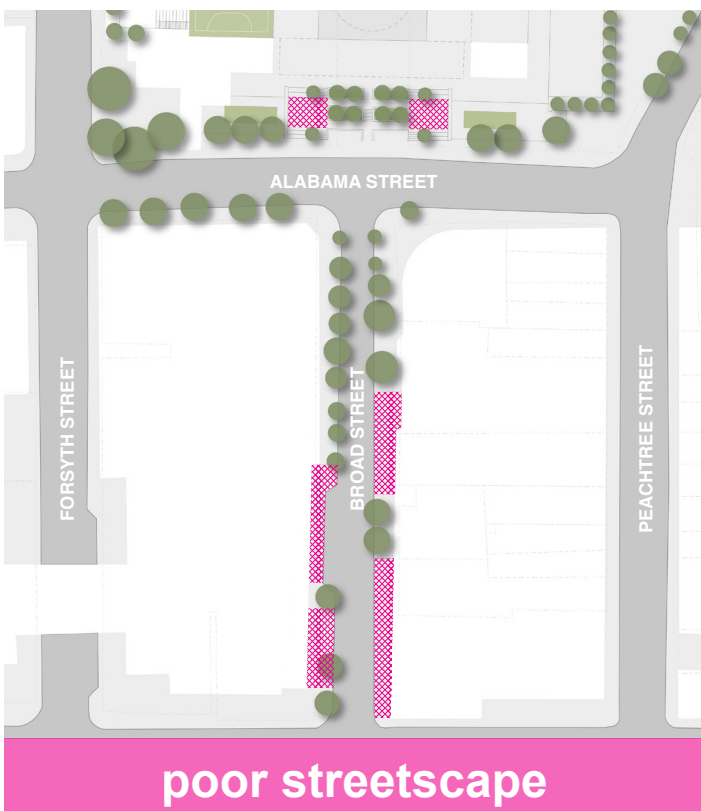 ALABAMA STREET
FORSYTH STREET
BROAD STREET
PEACHTREE STREET
poor streetscape